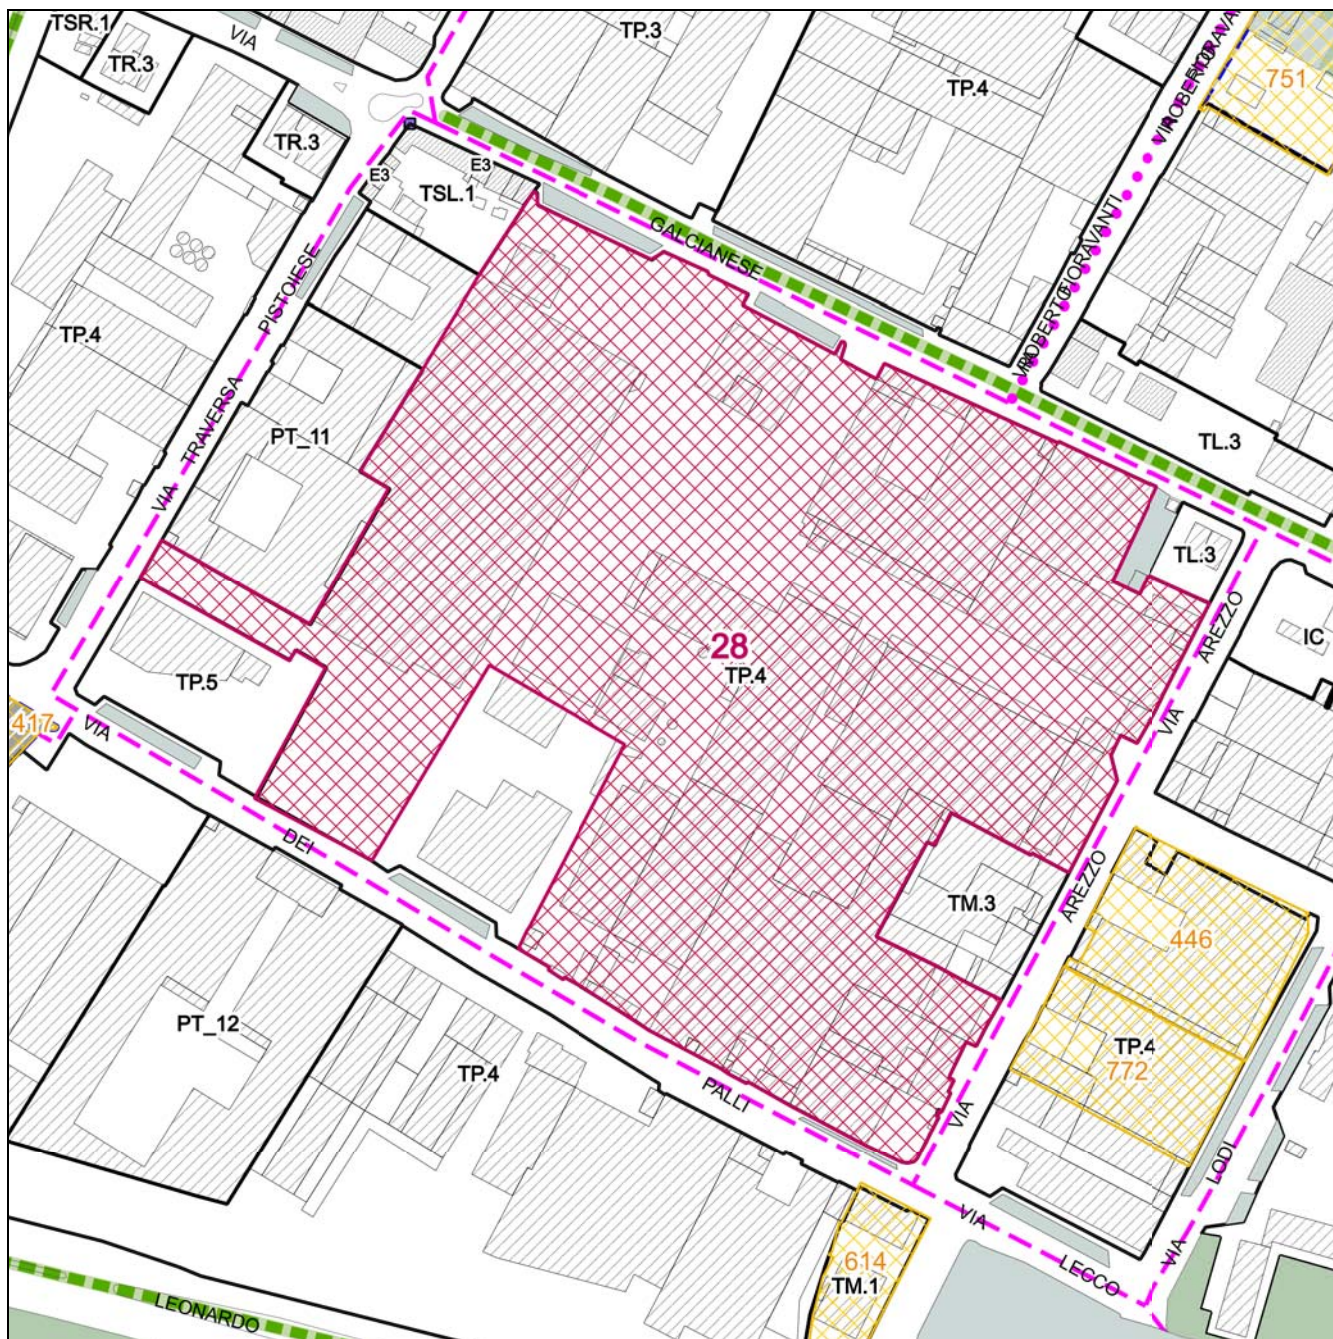 TSR.1
VIA
TP.3
TR.3
TP.4
751
VIA ROBERTO FIORAVANTI
TR.3
E3
E3
TSL.1
GALCIANESE
VIA ROBERTO FIORAVANTI
TP.4
VIA TRAVERSA PISTOIESE
PT_11
TL.3
TL.3
AREZZO
IC
28
TP.4
TP.5
417
VIA
VIA
DEI
AREZZO
TM.3
446
PT_12
TP.4
TP.4
772
PALLI
VIA
LODI
VIA
VIA
614
TM.1
LECCO
LEONARDO